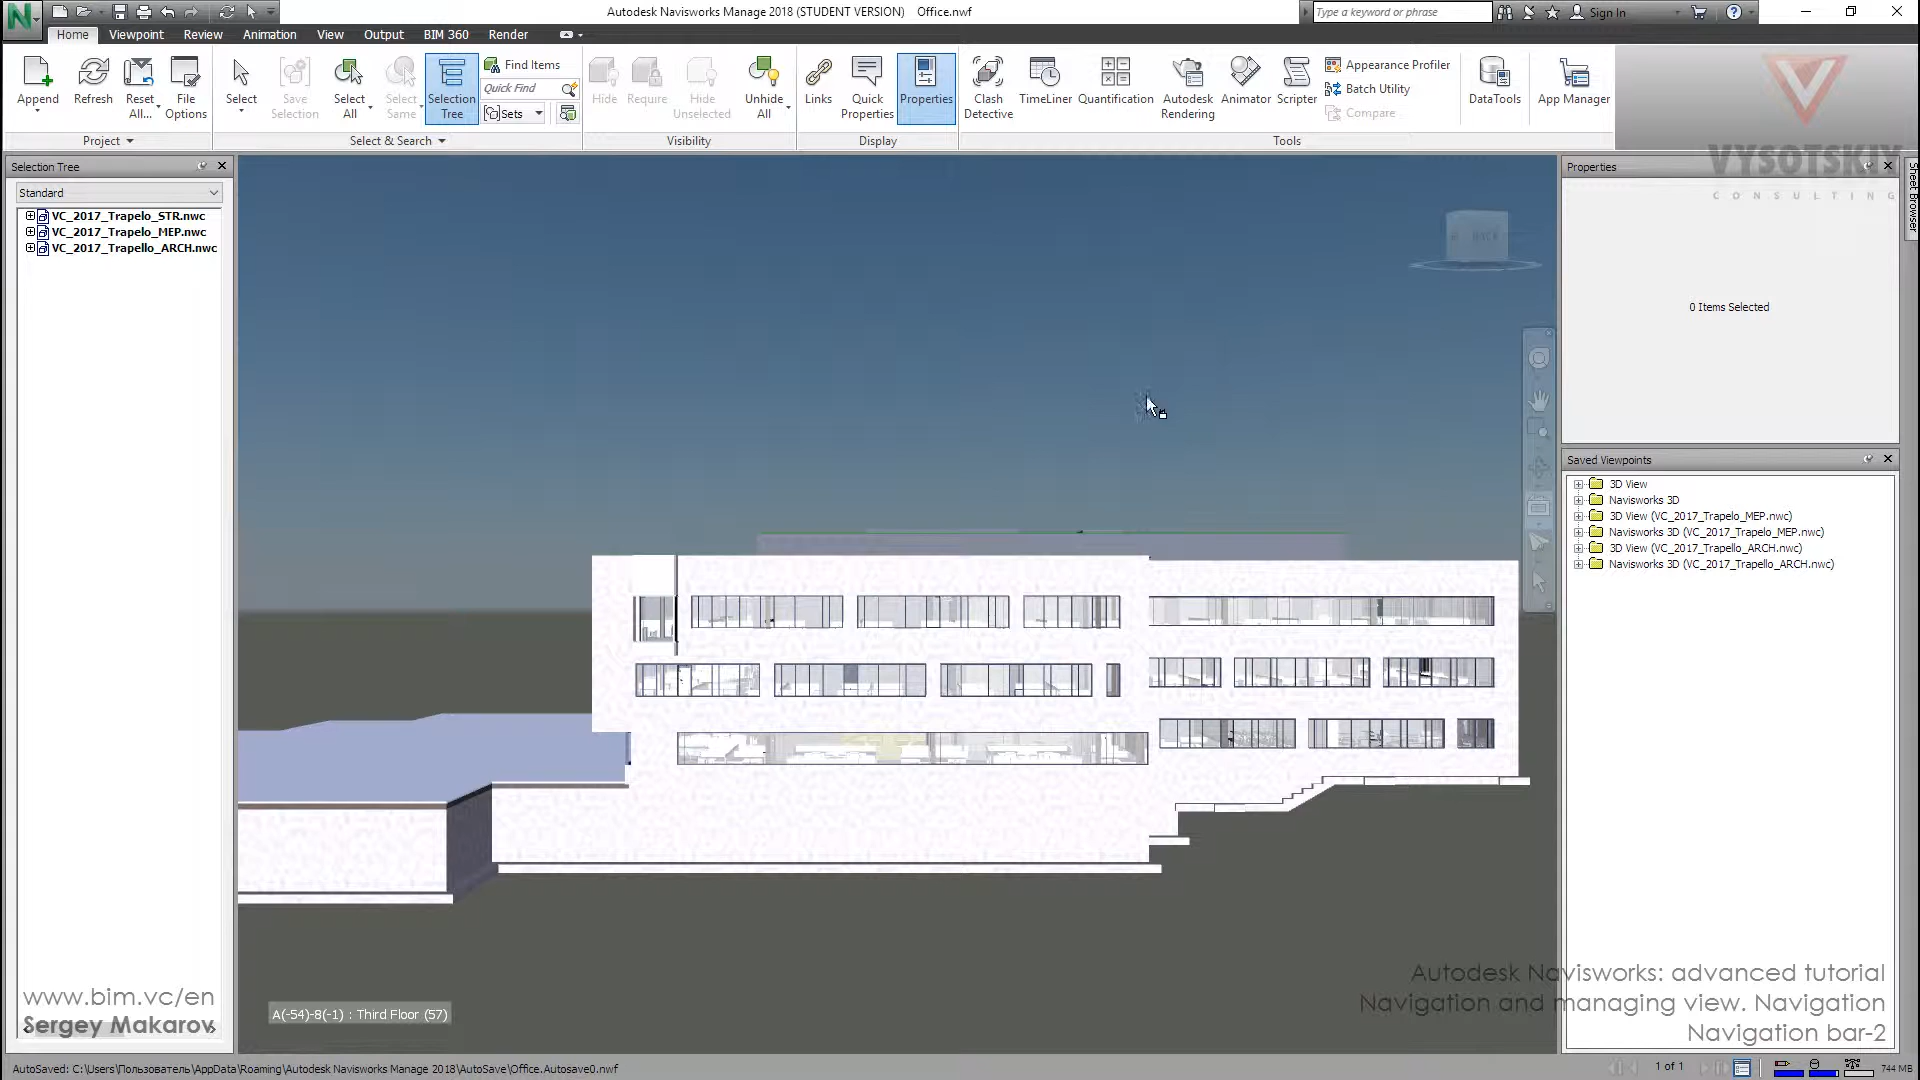 Autodesk Navisworks Manage 2018 (STUDENT VERSION) Office.nwf
Type a keyword or phrase
Sign In
Home Viewpoint Review Animation View Output BIM 360 Render
Append
Refresh
Reset All...
File Options
Project
Select
Save Selection
Select All
Select Same
Selection Tree
Find Items
Quick Find
Sets
Select & Search
Hide
Require
Hide Unselected
Unhide All
Visibility
Links
Quick Properties
Properties
Display
Clash Detective
TimeLiner
Quantification
Autodesk Rendering
Animator
Scripter
Appearance Profiler
Batch Utility
Compare
Tools
DataTools
App Manager
VYSOTSKIY
CONSULTING
Selection Tree
Standard
VC_2017_Trapelo_STR.nwc
VC_2017_Trapelo_MEP.nwc
VC_2017_Trapello_ARCH.nwc
BACK
Properties
0 Items Selected
Sheet Browser
Saved Viewpoints
3D View
Navisworks 3D
3D View (VC_2017_Trapelo_MEP.nwc)
Navisworks 3D (VC_2017_Trapelo_MEP.nwc)
3D View (VC_2017_Trapello_ARCH.nwc)
Navisworks 3D (VC_2017_Trapello_ARCH.nwc)
www.bim.vc/en
Sergey Makarov
A(-54)-8(-1) : Third Floor (57)
Autodesk Navisworks: advanced tutorial
Navigation and managing view. Navigation
Navigation bar-2
AutoSaved: C:\Users\Пользователь\AppData\Roaming\Autodesk Navisworks Manage 2018\AutoSave\Office.Autosave0.nwf
1 of 1
744 MB